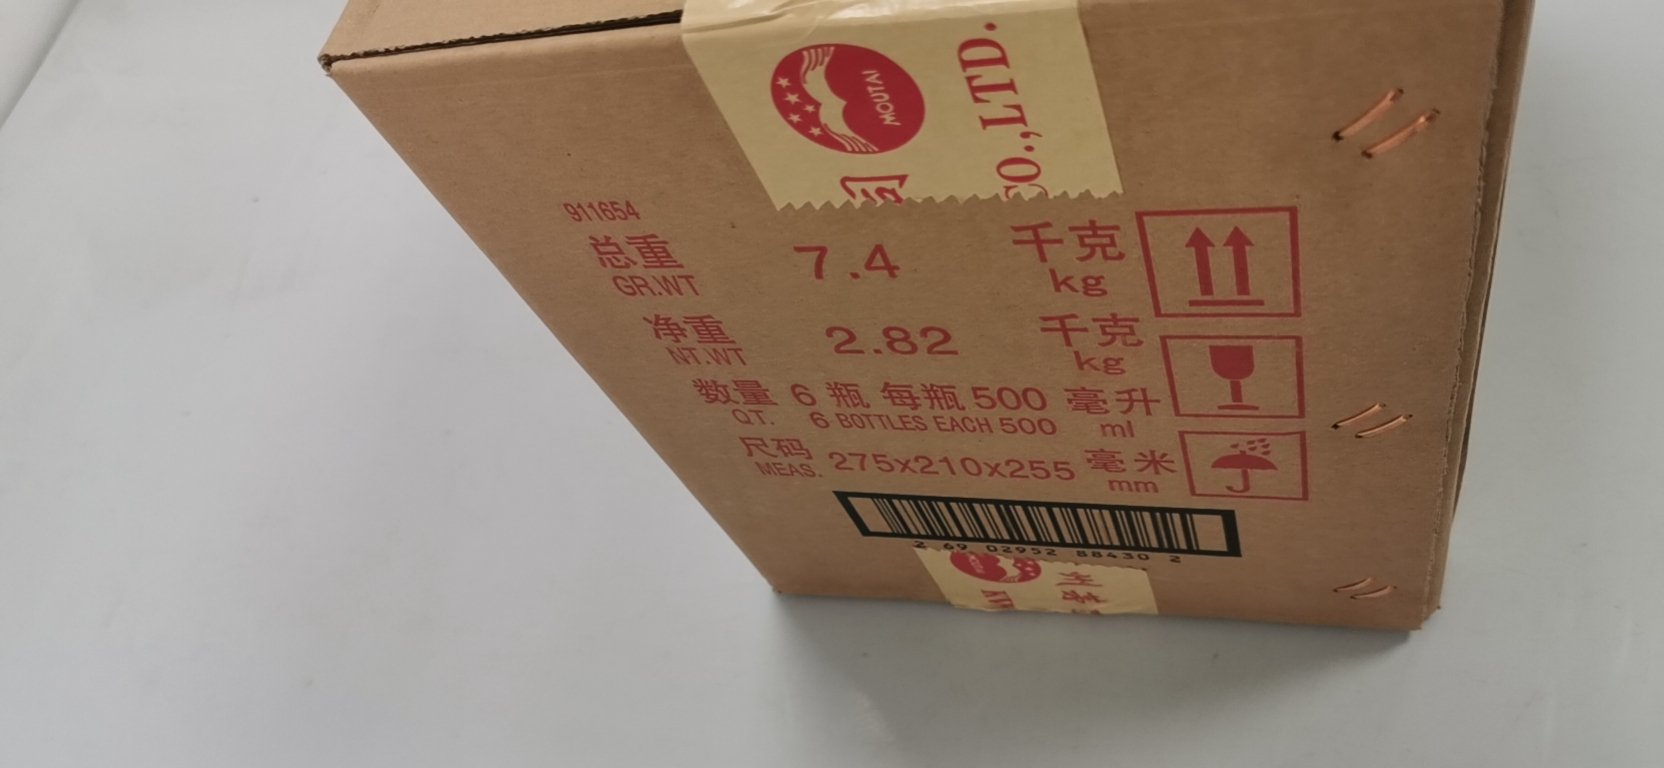 MOUTAI
司
CO.,LTD.
911654
总重 7.4 千克
GR.WT kg
净重 2.82 千克
NT.WT kg
数量 6 瓶 每瓶 500 毫升
QT. 6 BOTTLES EACH 500 ml
尺码 275x210x255 毫米
MEAS. mm
2 69 02952 88430 2